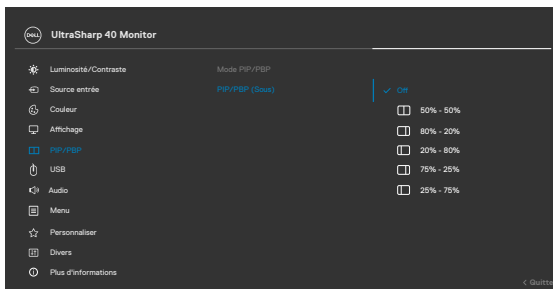 DELL UltraSharp 40 Monitor
Luminosité/Contraste Mode PIP/PBP
Source entrée PIP/PBP (Sous) Off
Couleur 50% - 50%
Affichage 80% - 20%
PIP/PBP 20% - 80%
USB 75% - 25%
Audio 25% - 75%
Menu
Personnaliser
Divers
Plus d'informations
< Quitte